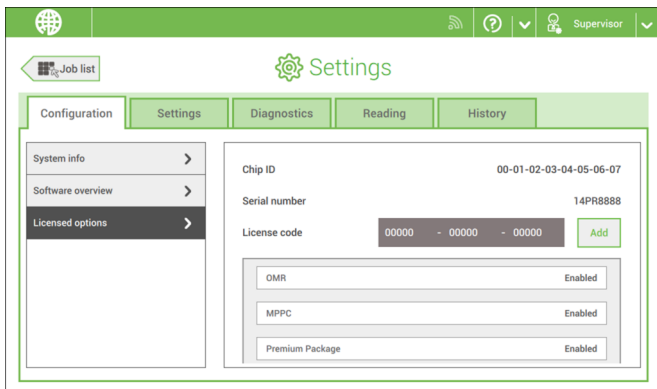 Supervisor
Job list
Settings
Configuration Settings Diagnostics Reading History
System info
Software overview
Licensed options
Chip ID 00-01-02-03-04-05-06-07
Serial number 14PR8888
License code 00000 - 00000 - 00000 Add
OMR Enabled
MPPC Enabled
Premium Package Enabled